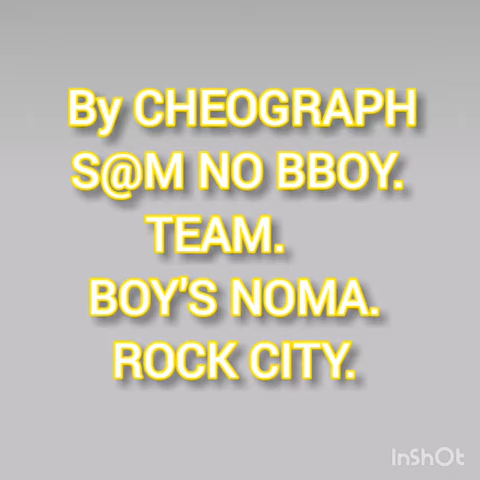 By CHEOGRAPH
S@M NO BBOY.
TEAM.
BOY'S NOMA.
ROCK CITY.
InShOt